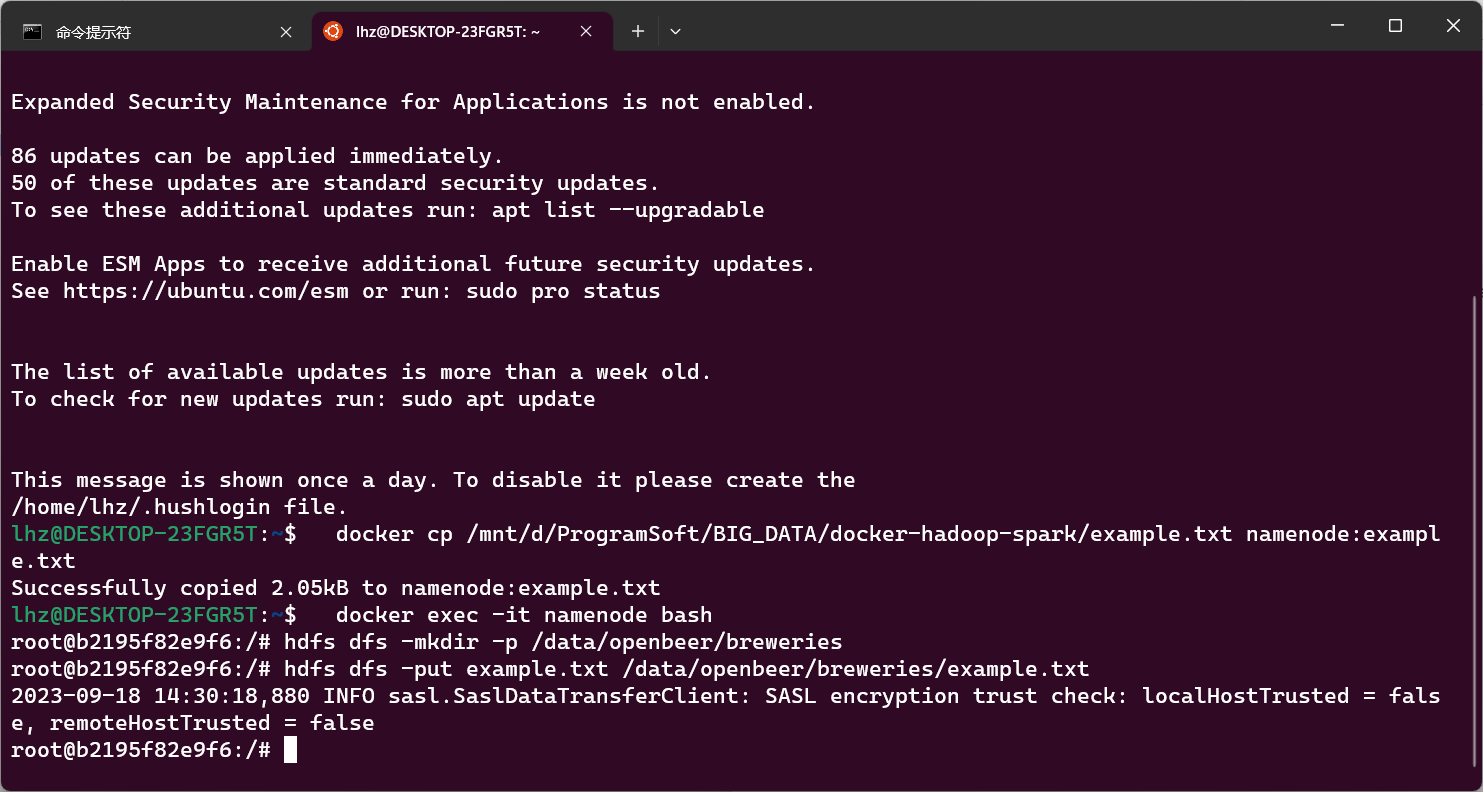 命令提示符
lhz@DESKTOP-23FGR5T: ~
Expanded Security Maintenance for Applications is not enabled.
86 updates can be applied immediately.
50 of these updates are standard security updates.
To see these additional updates run: apt list --upgradable
Enable ESM Apps to receive additional future security updates.
See https://ubuntu.com/esm or run: sudo pro status
The list of available updates is more than a week old.
To check for new updates run: sudo apt update
This message is shown once a day. To disable it please create the
/home/lhz/.hushlogin file.
lhz@DESKTOP-23FGR5T:~$   docker cp /mnt/d/ProgramSoft/BIG_DATA/docker-hadoop-spark/example.txt namenode:exampl
e.txt
Successfully copied 2.05kB to namenode:example.txt
lhz@DESKTOP-23FGR5T:~$   docker exec -it namenode bash
root@b2195f82e9f6:/# hdfs dfs -mkdir -p /data/openbeer/breweries
root@b2195f82e9f6:/# hdfs dfs -put example.txt /data/openbeer/breweries/example.txt
2023-09-18 14:30:18,880 INFO sasl.SaslDataTransferClient: SASL encryption trust check: localHostTrusted = fals
e, remoteHostTrusted = false
root@b2195f82e9f6:/#